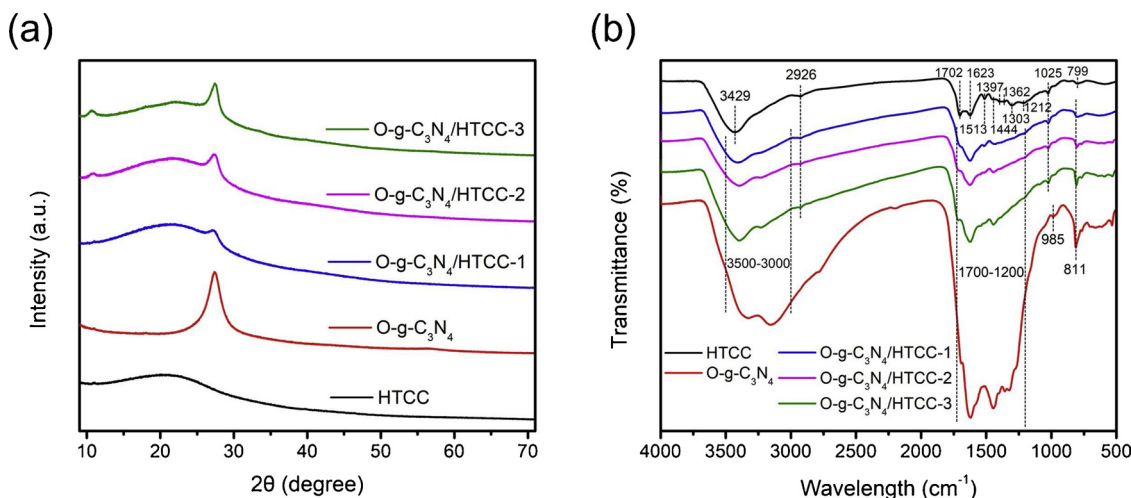 (a)
Intensity (a.u.)
O-g-C₃N₄/HTCC-3
O-g-C₃N₄/HTCC-2
O-g-C₃N₄/HTCC-1
O-g-C₃N₄
HTCC
10 20 30 40 50 60 70
2θ (degree)
(b)
Transmittance (%)
3429
2926
1702 1623
1397
1362
1025 799
1513 1444
1303
1212
3500-3000
1700-1200
985
811
HTCC
O-g-C₃N₄
O-g-C₃N₄/HTCC-1
O-g-C₃N₄/HTCC-2
O-g-C₃N₄/HTCC-3
4000 3500 3000 2500 2000 1500 1000 500
Wavelength (cm⁻¹)